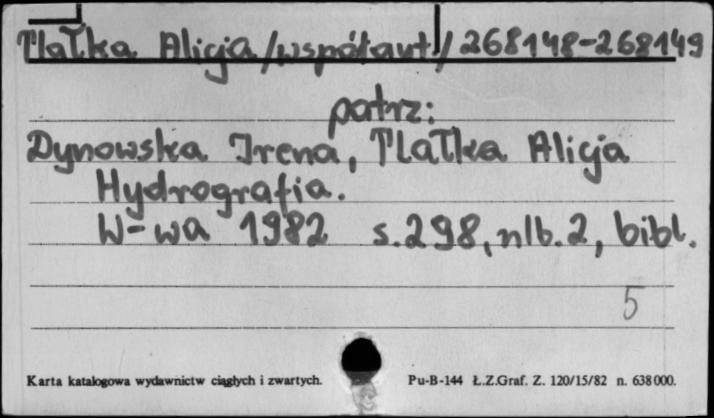 Tlałka Alicja /współaut./ 268148-268149
patrz:
Dynowska Irena, Tlałka Alicja
Hydrografia.
W-wa 1982 s.298, nlb.2, bibl.
5
Karta katalogowa wydawnictw ciągłych i zwartych. Pu-B-144 Ł.Z.Graf. Z. 120/15/82 n. 638000.